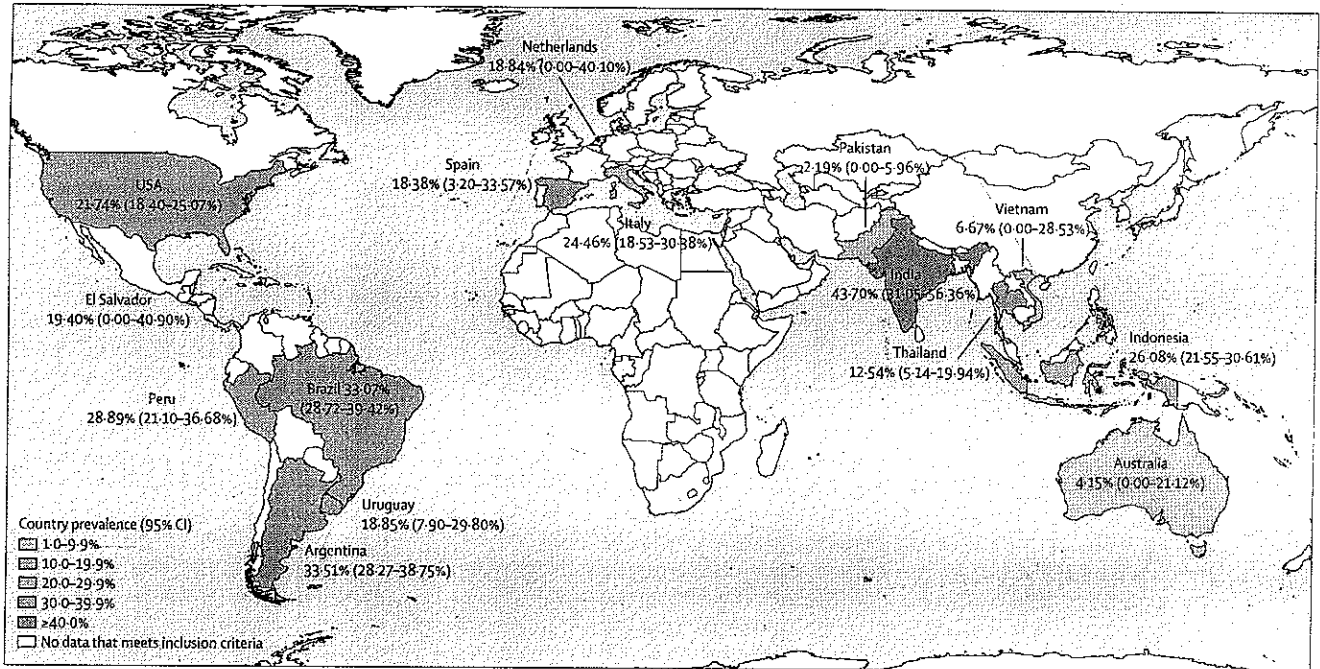 Netherlands
18·84% (0·00–40·10%)
Pakistan
2·19% (0·00–5·96%)
Spain
18·38% (3·20–33·57%)
USA
21·74% (18·40–25·07%)
Vietnam
6·67% (0·00–28·53%)
Italy
24·46% (18·53–30·38%)
India
43·70% (31·05–56·36%)
El Salvador
19·40% (0·00–40·90%)
Indonesia
26·08% (21·55–30·61%)
Thailand
12·54% (5·14–19·94%)
Brazil 33·07%
(28·72–39·42%)
Peru
28·89% (21·10–36·68%)
Australia
4·15% (0·00–21·12%)
Uruguay
18·85% (7·90–29·80%)
Argentina
33·51% (28·27–38·75%)
Country prevalence (95% CI)
1·0–9·9%
10·0–19·9%
20·0–29·9%
30·0–39·9%
≥40·0%
No data that meets inclusion criteria